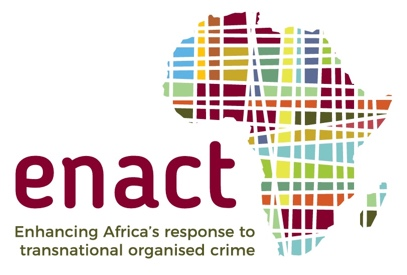 enact
Enhancing Africa's response to
transnational organised crime